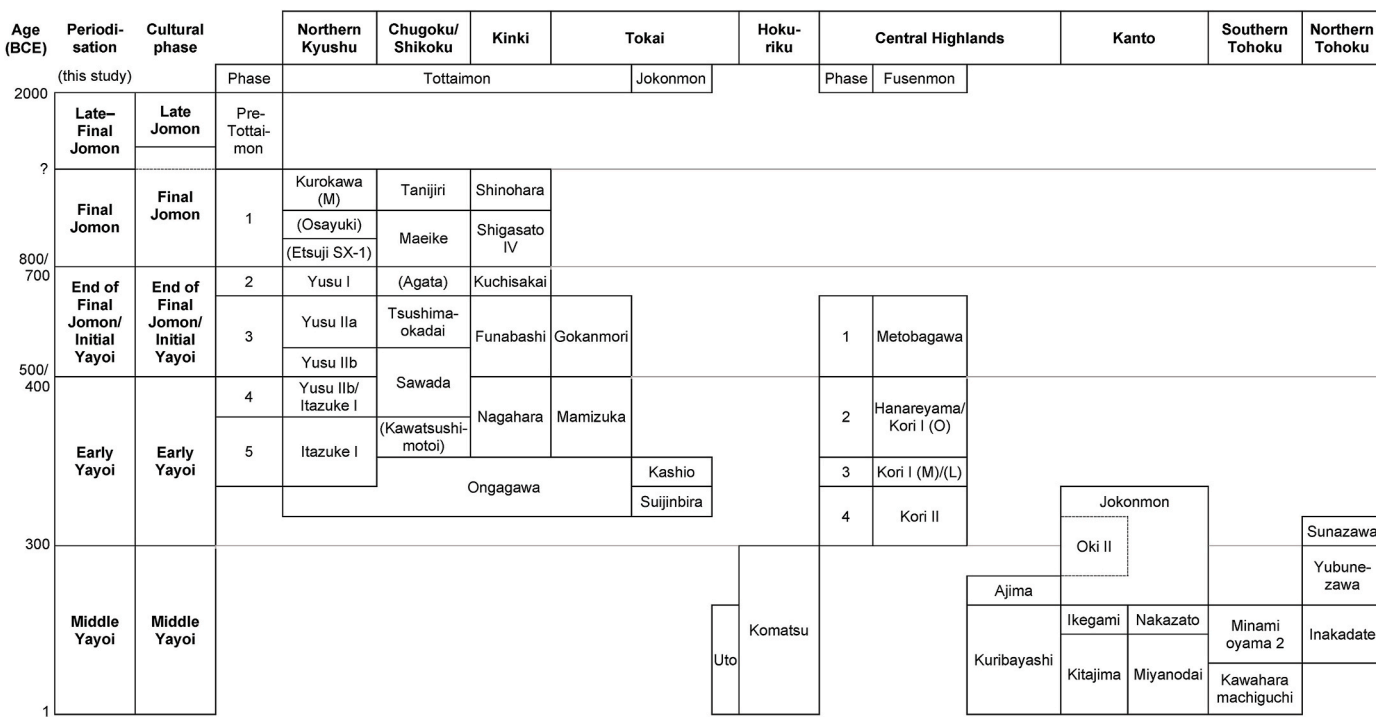 Age
(BCE)
Periodi-
sation
(this study)
Cultural
phase
Northern
Kyushu
Chugoku/
Shikoku
Kinki
Tokai
Hoku-
riku
Central Highlands
Kanto
Southern
Tohoku
Northern
Tohoku
Phase
Tottaimon
Jokonmon
Phase
Fusenmon
2000
Late–
Final
Jomon
Late
Jomon
Pre-
Tottai-
mon
?
Final
Jomon
Final
Jomon
1
Kurokawa
(M)
(Osayuki)
(Etsuji SX-1)
Tanijiri
Maeike
Shinohara
Shigasato
IV
800/
700
End of
Final
Jomon/
Initial
Yayoi
End of
Final
Jomon/
Initial
Yayoi
2
Yusu I
(Agata)
Kuchisakai
3
Yusu IIa
Yusu IIb
Tsushima-
okadai
Funabashi
Gokanmori
1
Metobagawa
500/
400
Early
Yayoi
Early
Yayoi
4
Yusu IIb/
Itazuke I
Sawada
5
Itazuke I
(Kawatsushi-
motoi)
Nagahara
Mamizuka
Ongagawa
Kashio
Suijinbira
2
Hanareyama/
Kori I (O)
3
Kori I (M)/(L)
4
Kori II
Jokonmon
Oki II
Sunazawa
300
Middle
Yayoi
Middle
Yayoi
Uto
Komatsu
Ajima
Kuribayashi
Ikegami
Nakazato
Kitajima
Miyanodai
Minami
oyama 2
Kawahara
machiguchi
Yubune-
zawa
Inakadate
1